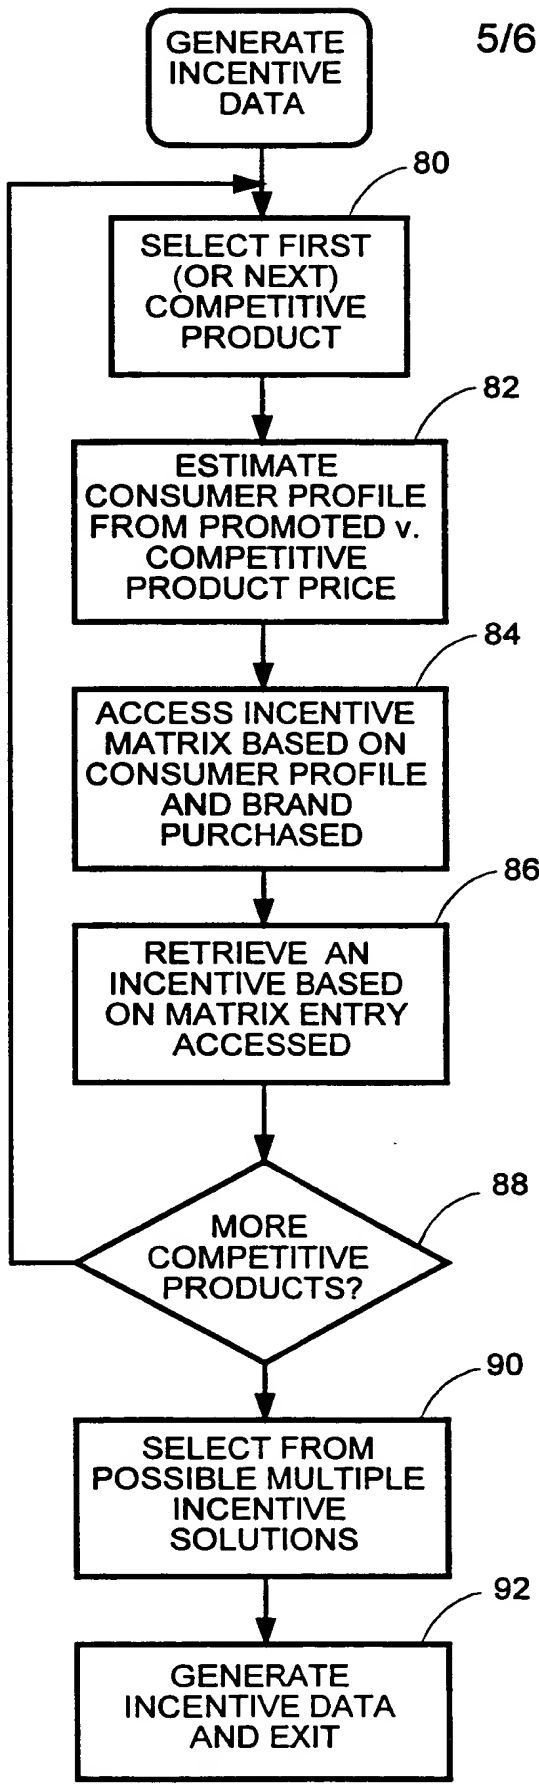 5/6
GENERATE
INCENTIVE
DATA
80
SELECT FIRST
(OR NEXT)
COMPETITIVE
PRODUCT
82
ESTIMATE
CONSUMER PROFILE
FROM PROMOTED v.
COMPETITIVE
PRODUCT PRICE
84
ACCESS INCENTIVE
MATRIX BASED ON
CONSUMER PROFILE
AND BRAND
PURCHASED
86
RETRIEVE AN
INCENTIVE BASED
ON MATRIX ENTRY
ACCESSED
88
MORE
COMPETITIVE
PRODUCTS?
90
SELECT FROM
POSSIBLE MULTIPLE
INCENTIVE
SOLUTIONS
92
GENERATE
INCENTIVE DATA
AND EXIT